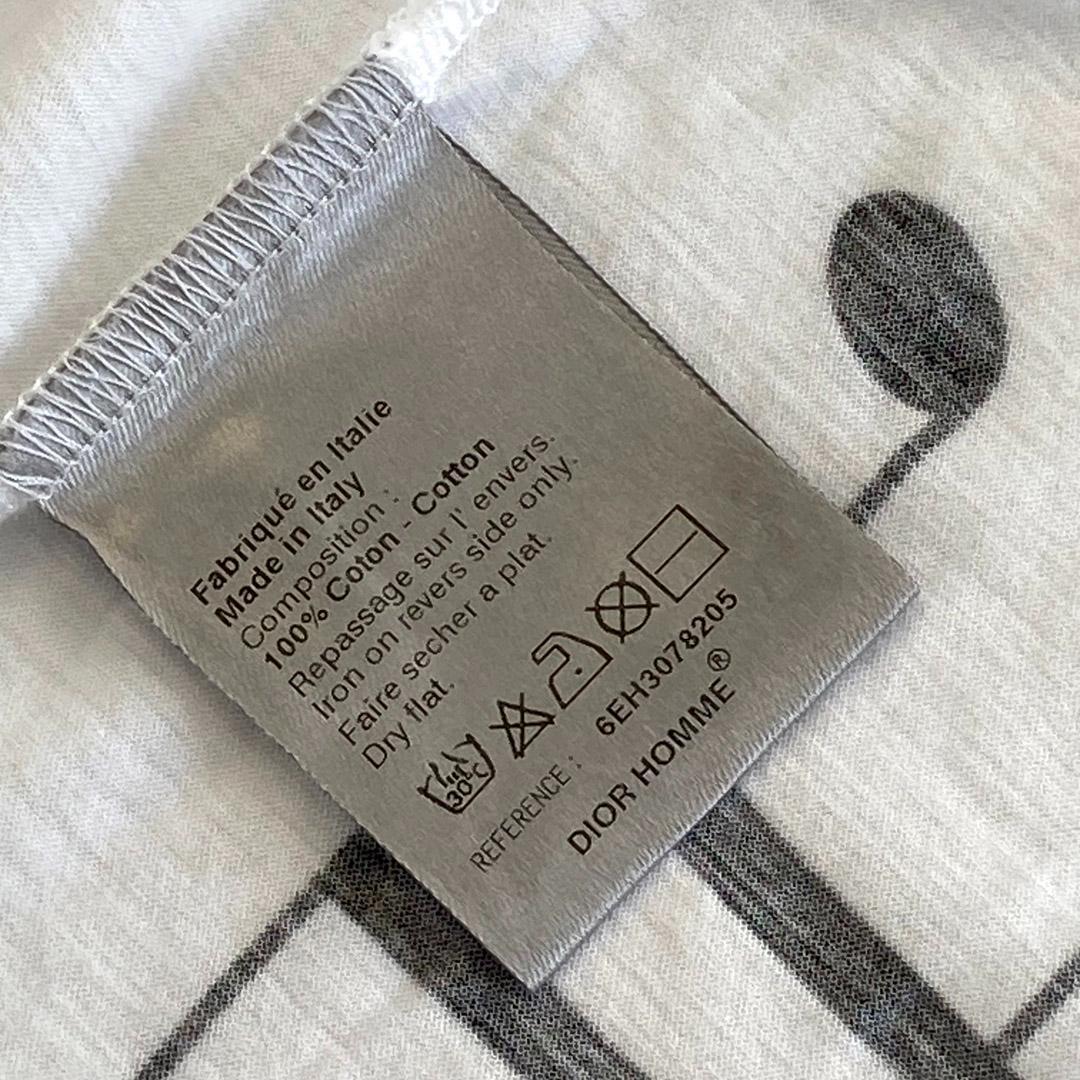 Fabriqué en Italie
Made in Italy
Composition :
100% Coton - Cotton
Repassage sur l' envers.
Iron on revers side only.
Faire secher a plat.
Dry flat.
30°C
REFERENCE : 6EH3078205
DIOR HOMME ®